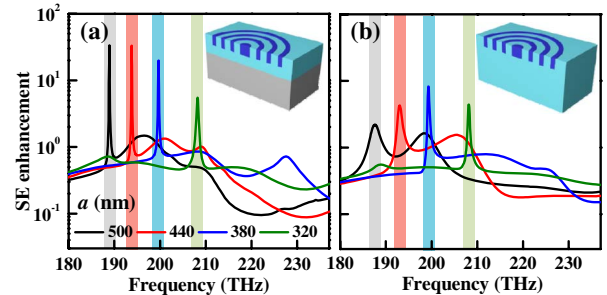 (a)
(b)
SE enhancement
10²
10¹
10⁰
10⁻¹
a (nm)
500 440 380 320
180 190 200 210 220 230
180 190 200 210 220 230
Frequency (THz)
Frequency (THz)